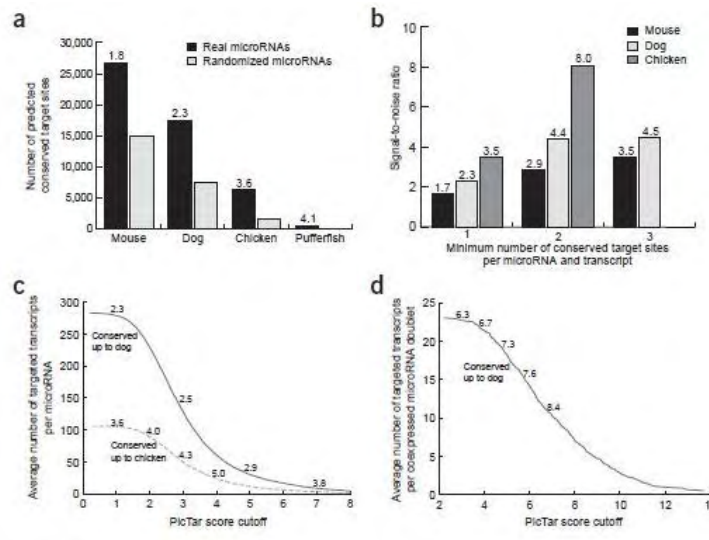 a
Number of predicted
conserved target sites
30,000
25,000
20,000
15,000
10,000
5,000
0
1.8
2.3
3.6
4.1
Real microRNAs
Randomized microRNAs
Mouse Dog Chicken Pufferfish
b
Signal-to-noise ratio
10
8
6
4
2
0
Mouse
Dog
Chicken
1.7 2.3 3.5
2.9 4.4 8.0
3.5 4.5
1 2 3
Minimum number of conserved target sites
per microRNA and transcript
c
Average number of targeted transcripts
per microRNA
300
250
200
150
100
50
0
2.3
Conserved
up to dog
2.5
2.9
3.8
3.5
Conserved
up to chicken
4.0
4.3
5.0
0 1 2 3 4 5 6 7 8
PicTar score cutoff
d
Average number of targeted transcripts
per coexpressed microRNA doublet
25
20
15
10
5
0
6.3
6.7
7.3
7.6
8.4
Conserved
up to dog
2 4 6 8 10 12 14
PicTar score cutoff